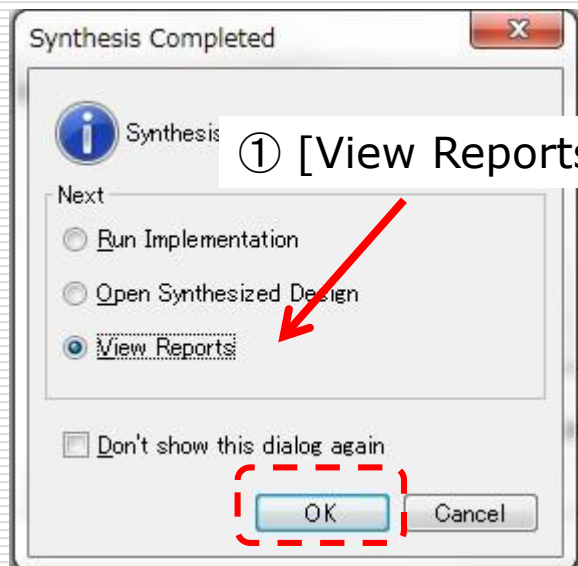 Synthesis Completed
Synthesis
① [View Reports
Next
Run Implementation
Open Synthesized Design
View Reports
Don't show this dialog again
OK Cancel